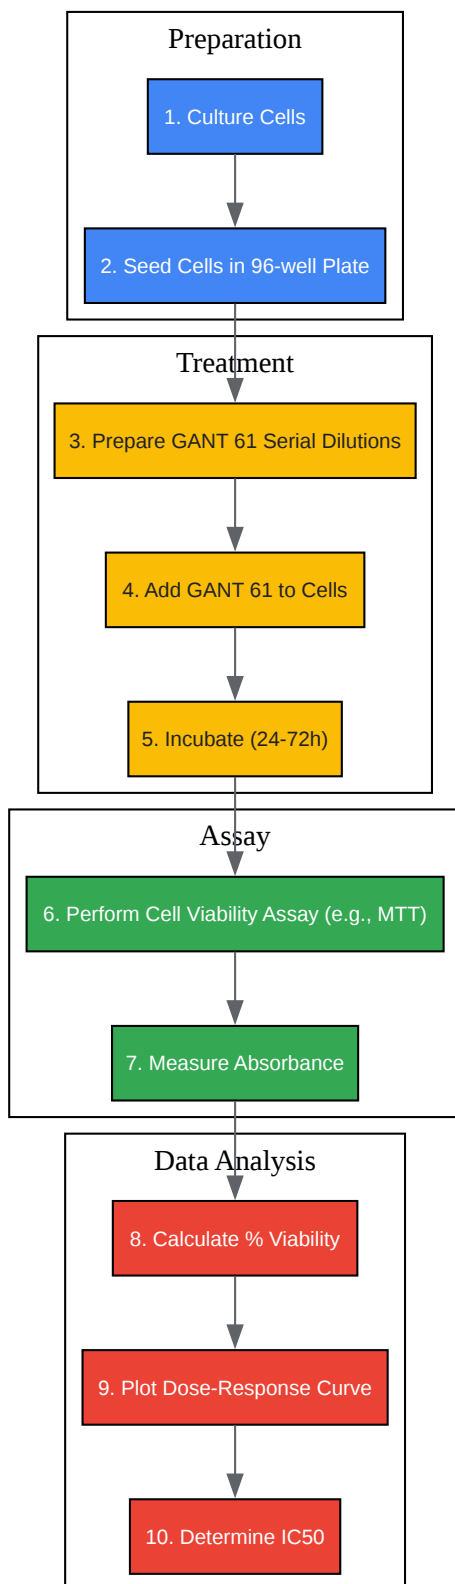 Preparation
1. Culture Cells
2. Seed Cells in 96-well Plate
Treatment
3. Prepare GANT 61 Serial Dilutions
4. Add GANT 61 to Cells
5. Incubate (24-72h)
Assay
6. Perform Cell Viability Assay (e.g., MTT)
7. Measure Absorbance
Data Analysis
8. Calculate % Viability
9. Plot Dose-Response Curve
10. Determine IC50